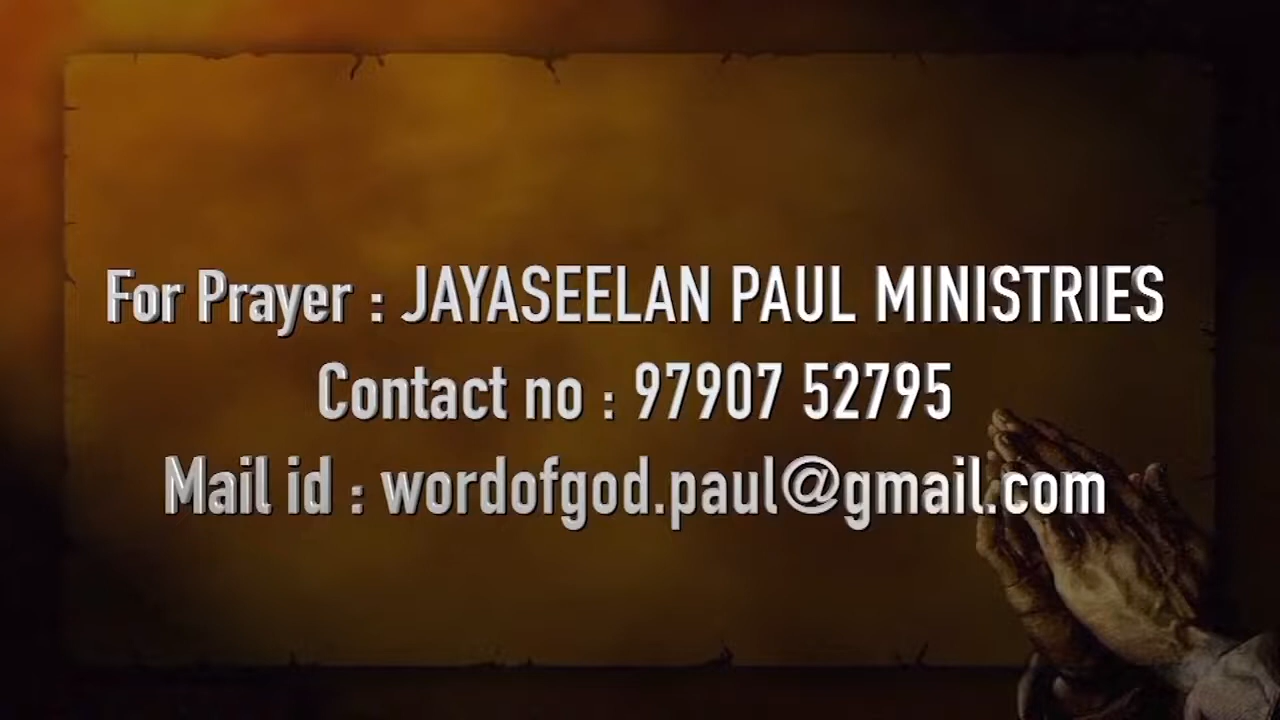 For Prayer : JAYASEELAN PAUL MINISTRIES
Contact no : 97907 52795
Mail id : wordofgod.paul@gmail.com